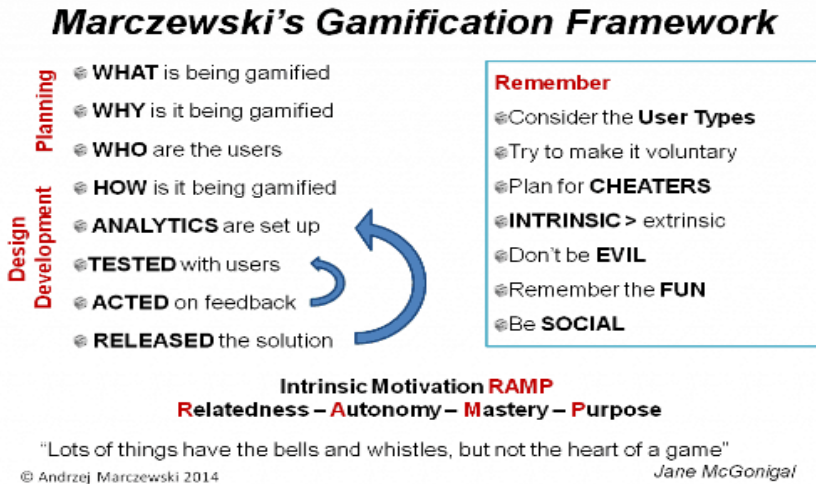 Marczewski's Gamification Framework
Planning
WHAT is being gamified
WHY is it being gamified
WHO are the users
Design
Development
HOW is it being gamified
ANALYTICS are set up
TESTED with users
ACTED on feedback
RELEASED the solution
Remember
Consider the User Types
Try to make it voluntary
Plan for CHEATERS
INTRINSIC > extrinsic
Don't be EVIL
Remember the FUN
Be SOCIAL
Intrinsic Motivation RAMP
Relatedness – Autonomy – Mastery – Purpose
“Lots of things have the bells and whistles, but not the heart of a game”
Jane McGonigal
© Andrzej Marczewski 2014